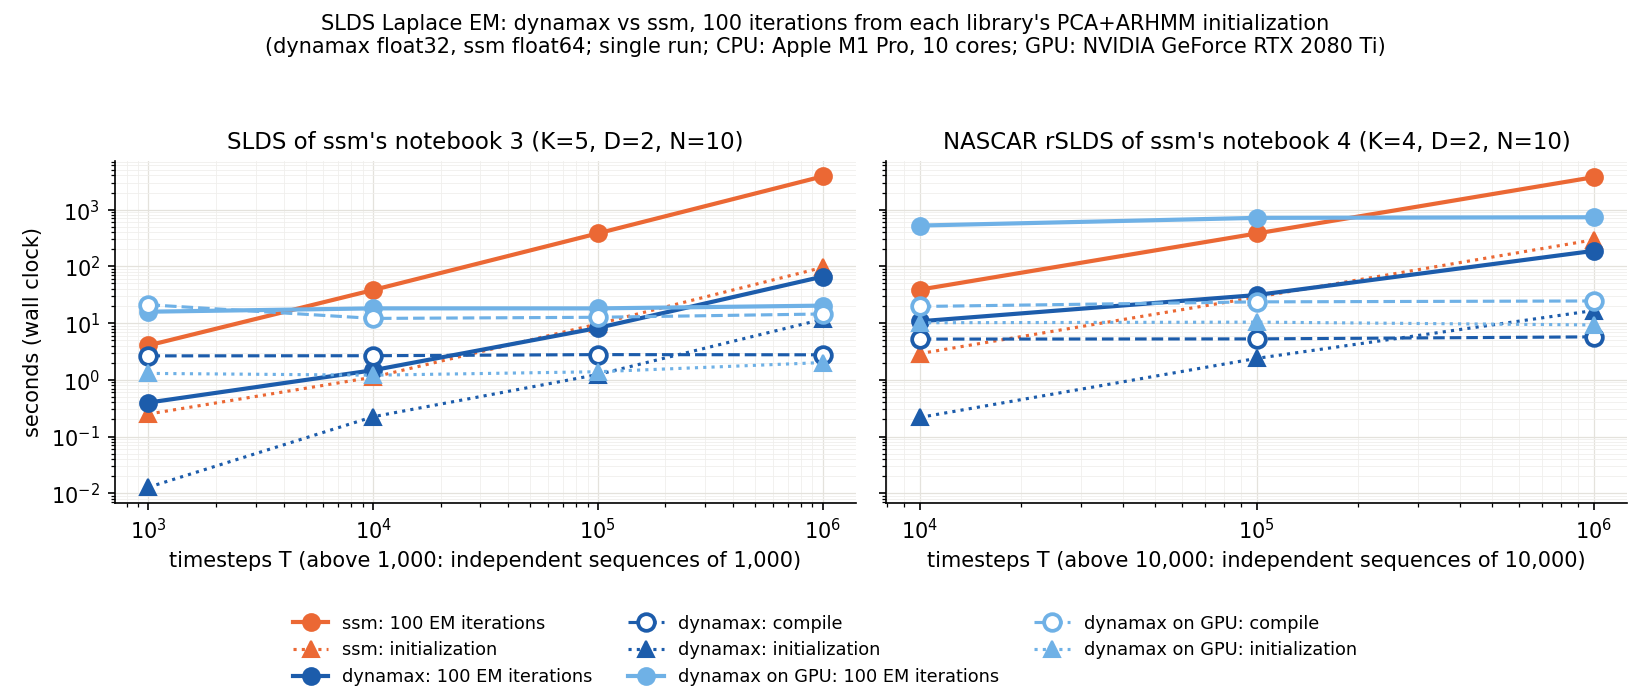 SLDS Laplace EM: dynamax vs ssm, 100 iterations from each library's PCA+ARHMM initialization
(dynamax float32, ssm float64; single run; CPU: Apple M1 Pro, 10 cores; GPU: NVIDIA GeForce RTX 2080 Ti)
SLDS of ssm's notebook 3 (K=5, D=2, N=10)
NASCAR rSLDS of ssm's notebook 4 (K=4, D=2, N=10)
seconds (wall clock)
10³
10²
10¹
10⁰
10⁻¹
10⁻²
10³ 10⁴ 10⁵ 10⁶
10⁴ 10⁵ 10⁶
timesteps T (above 1,000: independent sequences of 1,000)
timesteps T (above 10,000: independent sequences of 10,000)
ssm: 100 EM iterations
ssm: initialization
dynamax: 100 EM iterations
dynamax: compile
dynamax: initialization
dynamax on GPU: 100 EM iterations
dynamax on GPU: compile
dynamax on GPU: initialization